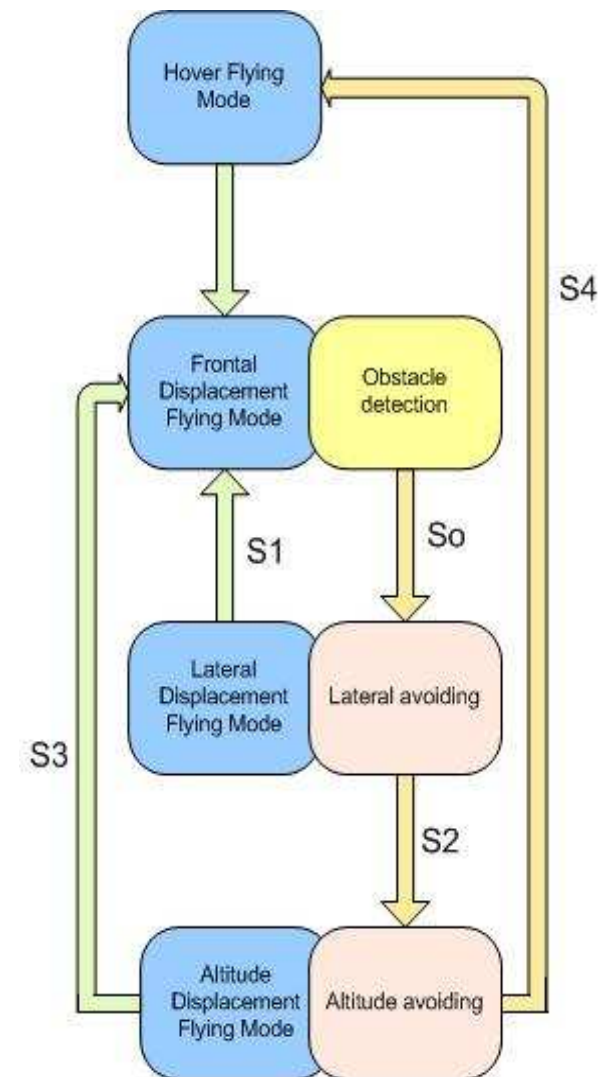 Hover Flying
Mode
S4
Frontal
Displacement
Flying Mode
Obstacle
detection
S1
So
Lateral
Displacement
Flying Mode
Lateral avoiding
S3
S2
Altitude
Displacement
Flying Mode
Altitude avoiding